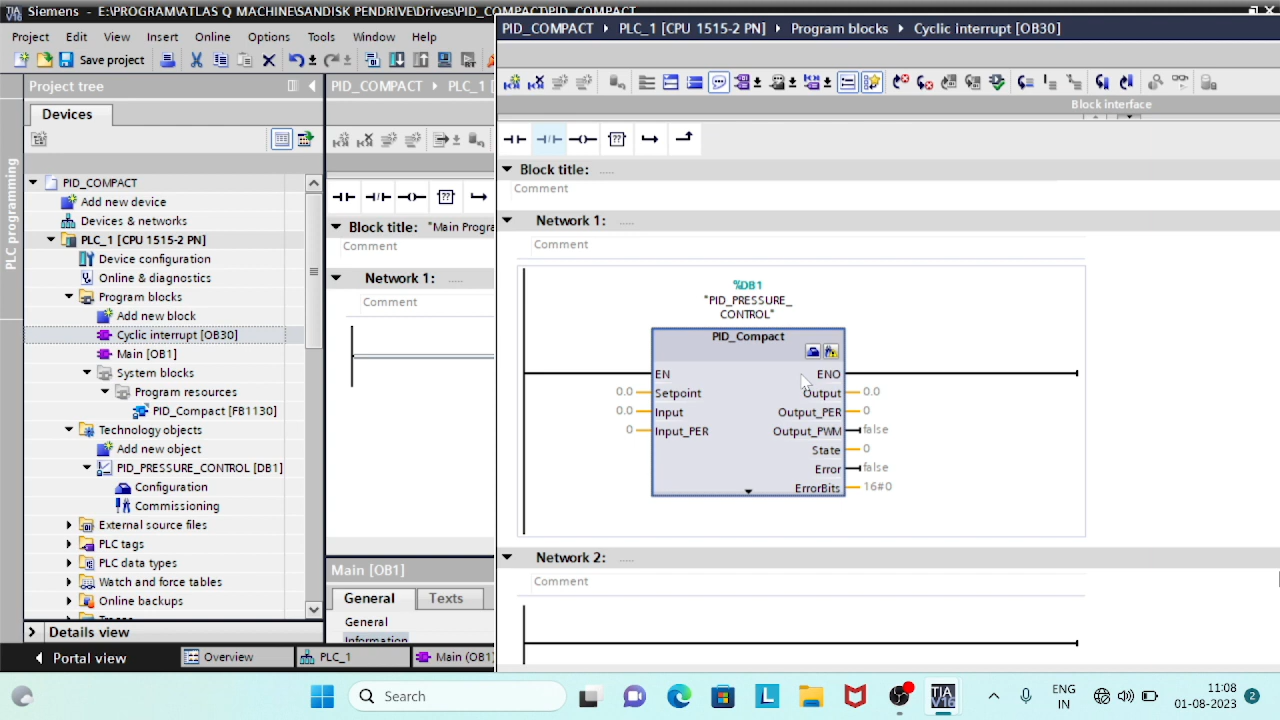 Siemens - E:\PROGRAMATLAS Q MACHINE\SANDISK PENDRIVE\Drives\PID_COMPACT\PID_COMPACT
Project Edit View Insert Online Options Tools Window Help
Save project
Project tree
Devices
PLC programming
PID_COMPACT
Add new device
Devices & networks
PLC_1 [CPU 1515-2 PN]
Device configuration
Online & diagnostics
Program blocks
Add new block
Cyclic interrupt [OB30]
Main [OB1]
System blocks
Program resources
PID_Compact [FB1130]
Technology objects
Add new object
PID_PRESSURE_CONTROL [DB1]
Configuration
Commissioning
External source files
PLC tags
PLC data types
Watch and force tables
Online backups
Details view
PID_COMPACT PLC_1 [
Block title: "Main Progra
Comment
Network 1: .....
Comment
Main [OB1]
General Texts
General
Information
PID_COMPACT PLC_1 [CPU 1515-2 PN] Program blocks Cyclic interrupt [OB30]
Block interface
Block title: .....
Comment
Network 1: .....
Comment
%DB1
"PID_PRESSURE_
CONTROL"
PID_Compact
EN ENO
0.0 Setpoint Output 0.0
0.0 Input Output_PER 0
0 Input_PER Output_PWM false
State 0
Error false
ErrorBits 16#0
Network 2: .....
Comment
Portal view Overview PLC_1 Main (OB1
Search
TIA V16
ENG
IN
11:08
01-08-2023
2